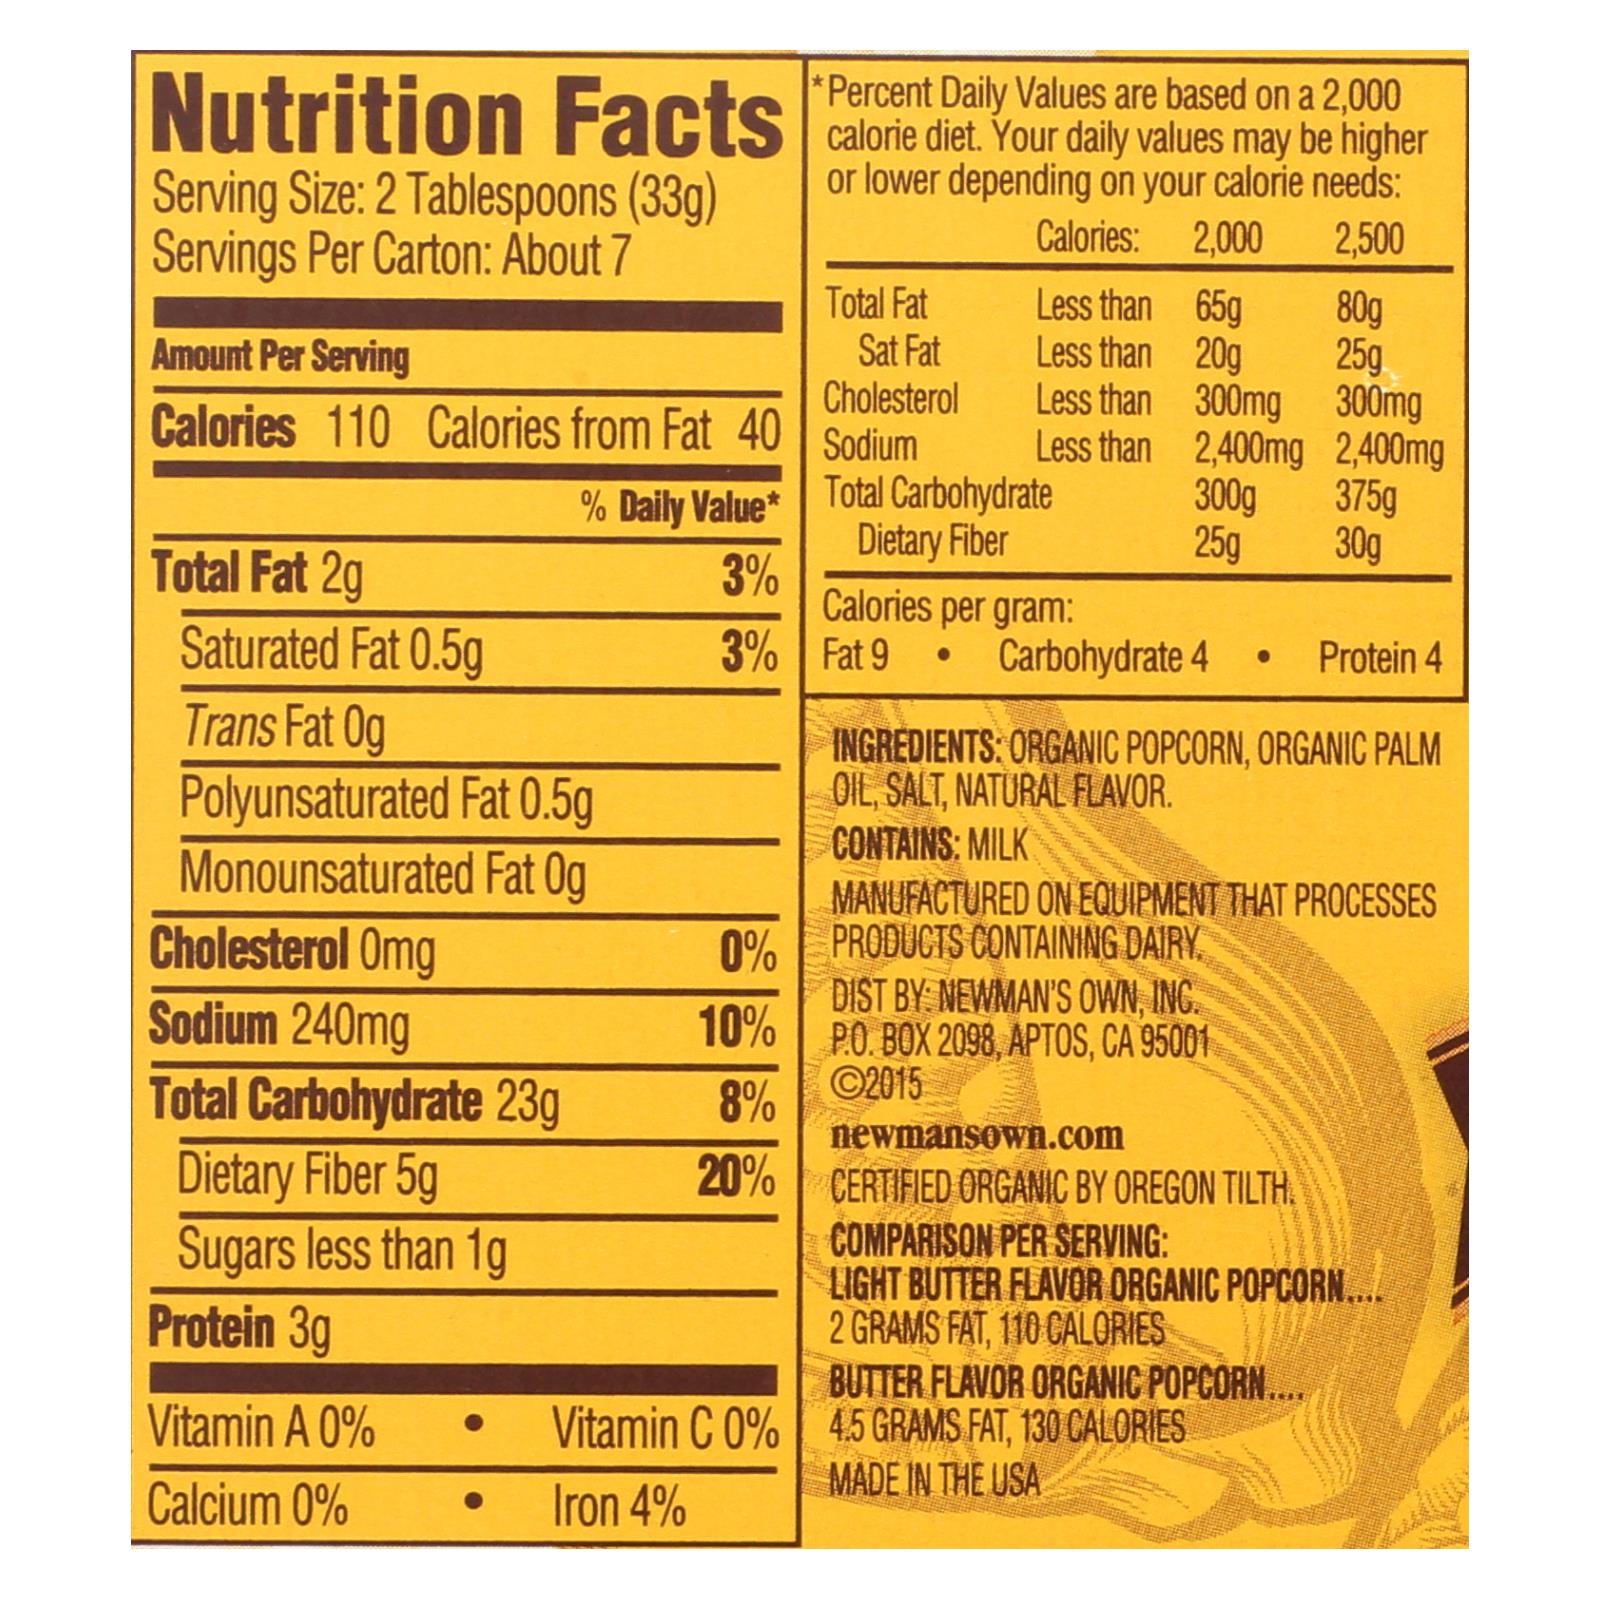 Nutrition Facts
Serving Size: 2 Tablespoons (33g)
Servings Per Carton: About 7
Amount Per Serving
Calories 110 Calories from Fat 40
% Daily Value*
Total Fat 2g 3%
Saturated Fat 0.5g 3%
Trans Fat 0g
Polyunsaturated Fat 0.5g
Monounsaturated Fat 0g
Cholesterol 0mg 0%
Sodium 240mg 10%
Total Carbohydrate 23g 8%
Dietary Fiber 5g 20%
Sugars less than 1g
Protein 3g
Vitamin A 0% • Vitamin C 0%
Calcium 0% • Iron 4%
*Percent Daily Values are based on a 2,000
calorie diet. Your daily values may be higher
or lower depending on your calorie needs:
Calories: 2,000 2,500
Total Fat Less than 65g 80g
Sat Fat Less than 20g 25g
Cholesterol Less than 300mg 300mg
Sodium Less than 2,400mg 2,400mg
Total Carbohydrate 300g 375g
Dietary Fiber 25g 30g
Calories per gram:
Fat 9 • Carbohydrate 4 • Protein 4
INGREDIENTS: ORGANIC POPCORN, ORGANIC PALM
OIL, SALT, NATURAL FLAVOR.
CONTAINS: MILK
MANUFACTURED ON EQUIPMENT THAT PROCESSES
PRODUCTS CONTAINING DAIRY.
DIST BY: NEWMAN'S OWN, INC.
P.O. BOX 2098, APTOS, CA 95001
©2015
newmansown.com
CERTIFIED ORGANIC BY OREGON TILTH.
COMPARISON PER SERVING:
LIGHT BUTTER FLAVOR ORGANIC POPCORN....
2 GRAMS FAT, 110 CALORIES
BUTTER FLAVOR ORGANIC POPCORN....
4.5 GRAMS FAT, 130 CALORIES
MADE IN THE USA